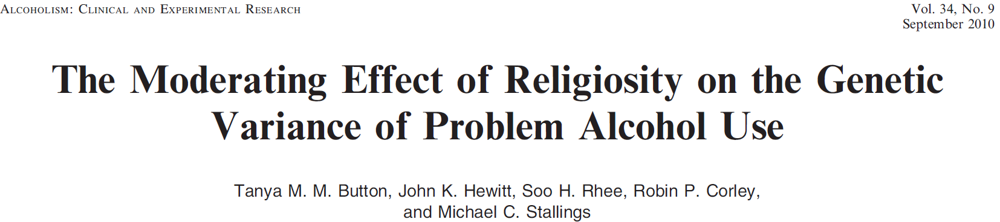 Alcoholism: Clinical and Experimental Research
Vol. 34, No. 9
September 2010
The Moderating Effect of Religiosity on the Genetic
Variance of Problem Alcohol Use
Tanya M. M. Button, John K. Hewitt, Soo H. Rhee, Robin P. Corley,
and Michael C. Stallings